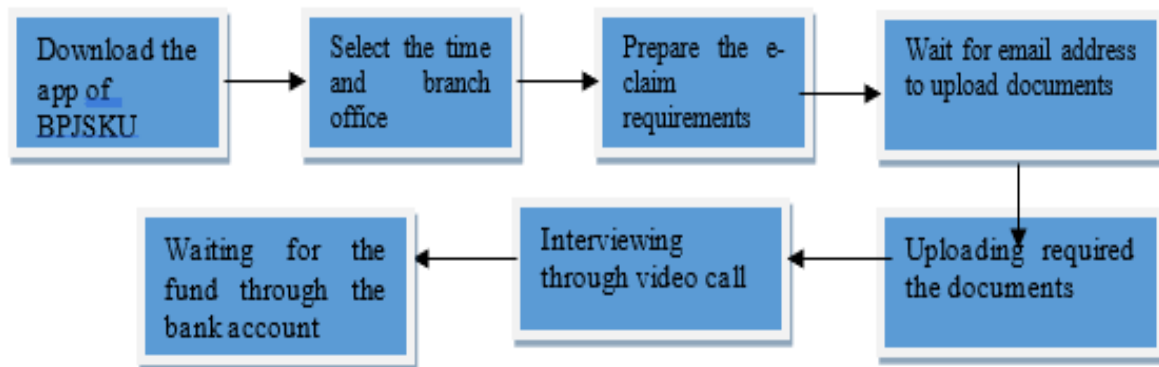 Download the
app of
BPJSKU
Select the time
and branch
office
Prepare the e-
claim
requirements
Wait for email address
to upload documents
Uploading required
the documents
Interviewing
through video call
Waiting for the
fund through the
bank account